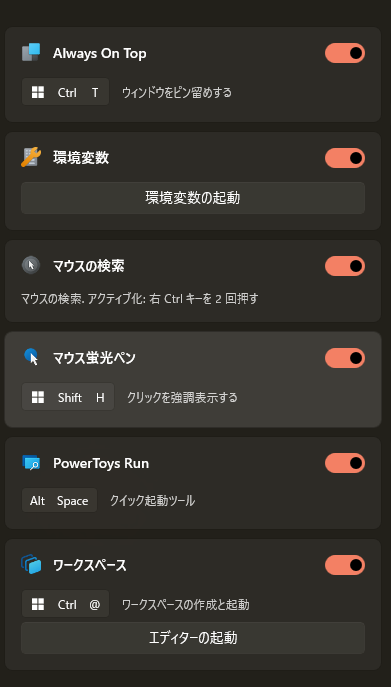 Always On Top
Ctrl T ウィンドウをピン留めする
環境変数
環境変数の起動
マウスの検索
マウスの検索. アクティブ化: 右 Ctrl キーを 2 回押す
マウス蛍光ペン
Shift H クリックを強調表示する
PowerToys Run
Alt Space クイック起動ツール
ワークスペース
Ctrl @ ワークスペースの作成と起動
エディターの起動